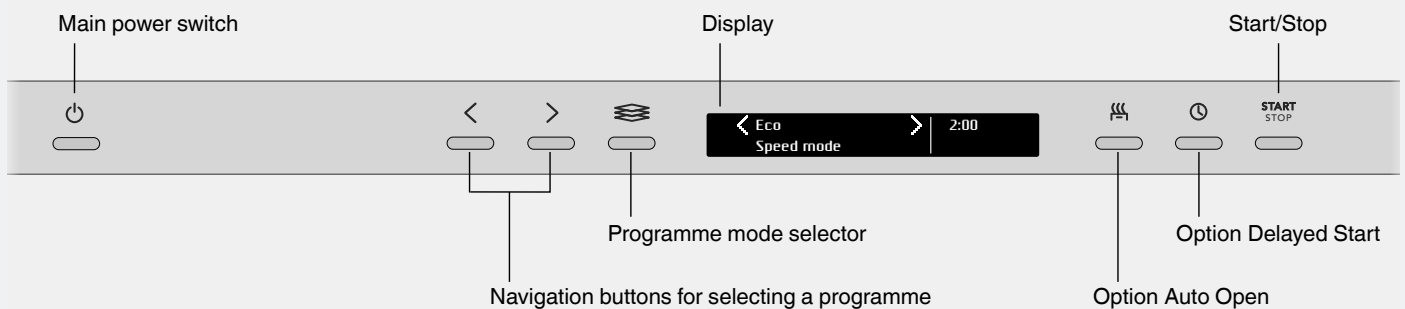 Main power switch
Display
Start/Stop
START
STOP
Eco
2:00
Speed mode
Programme mode selector
Option Delayed Start
Navigation buttons for selecting a programme
Option Auto Open